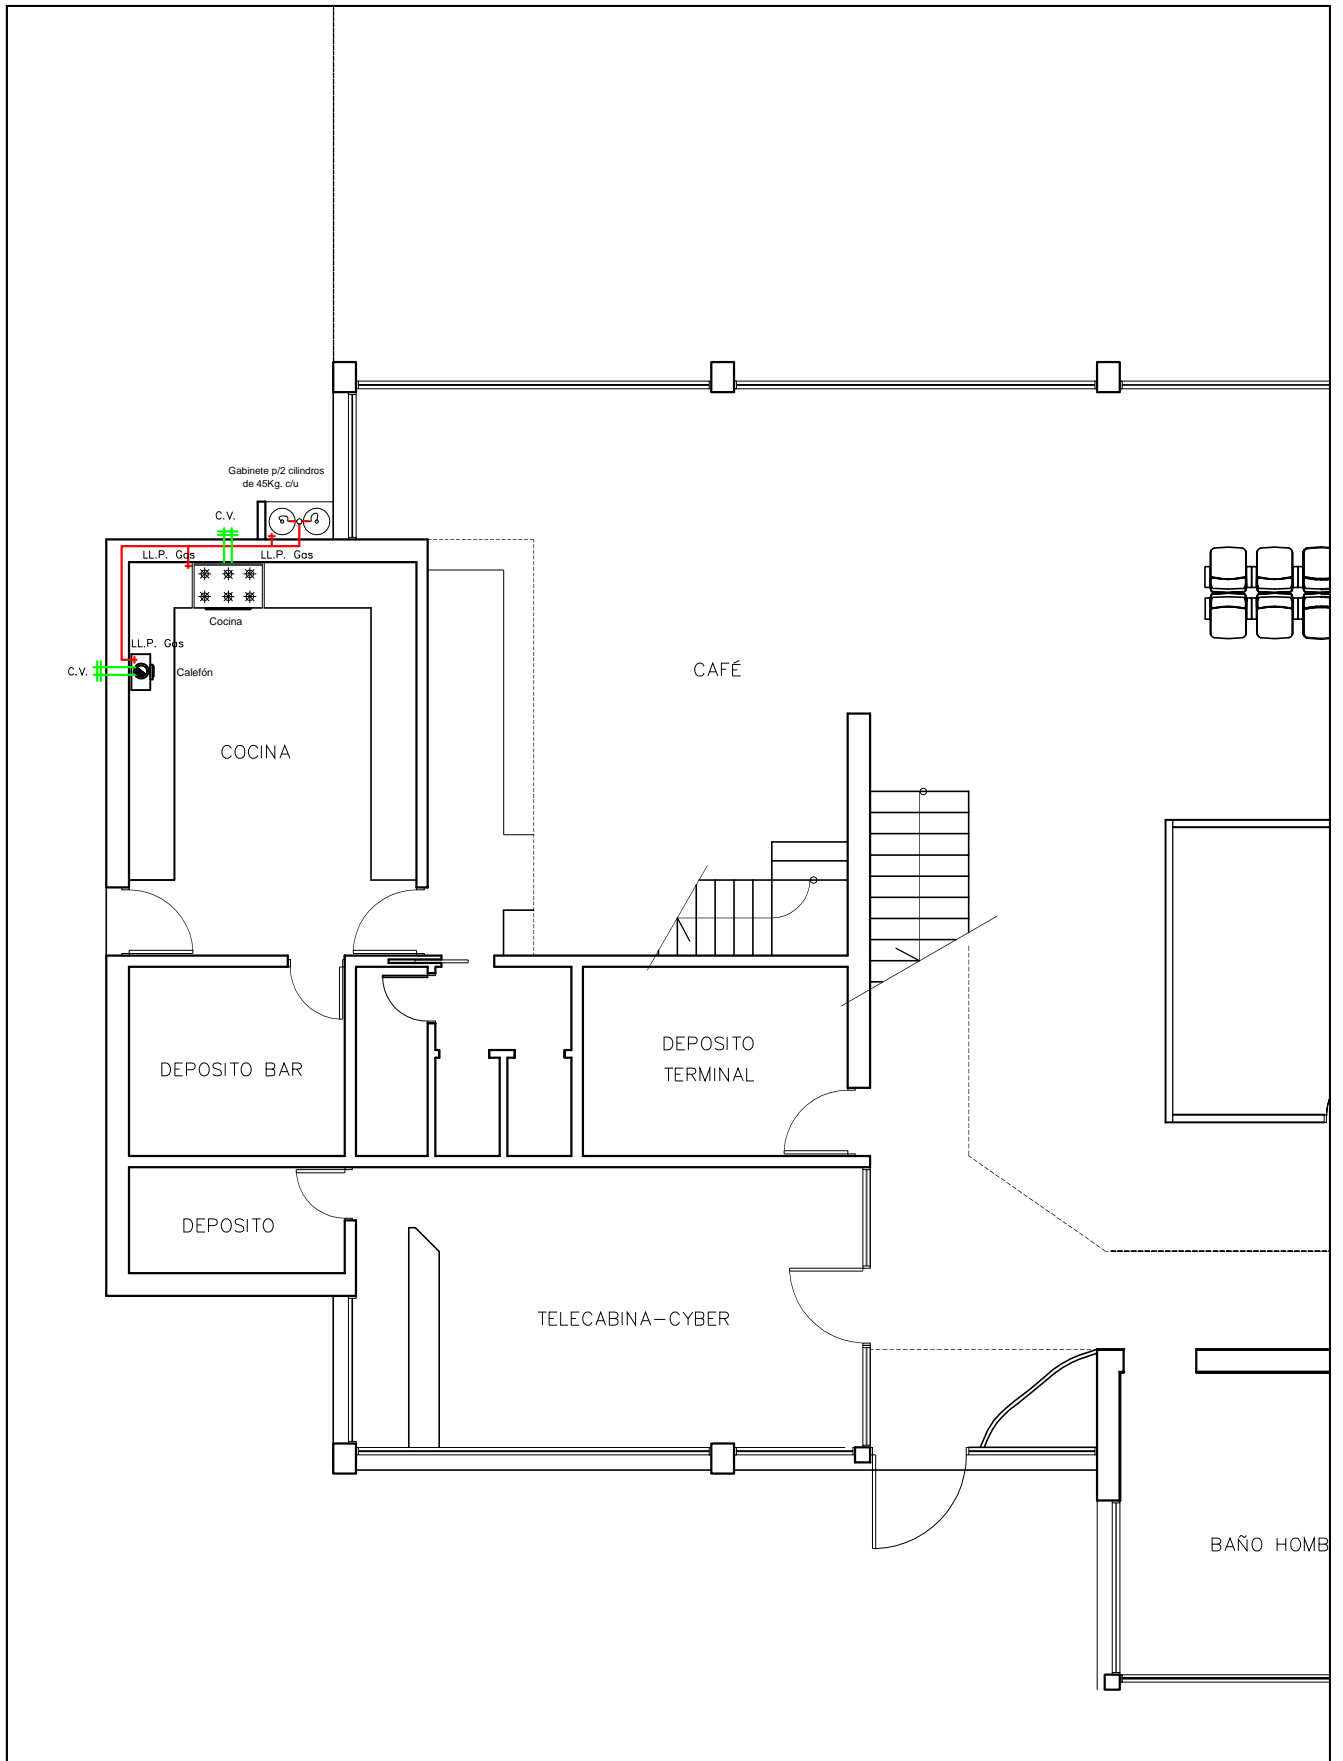 Gabinete p/2 cilindros
de 45Kg. c/u
C.V.
LL.P. Gas
LL.P. Gas
Cocina
LL.P. Gas
C.V.
Calefón
CAFÉ
COCINA
DEPOSITO
TERMINAL
DEPOSITO BAR
DEPOSITO
TELECABINA-CYBER
BAÑO HOMB